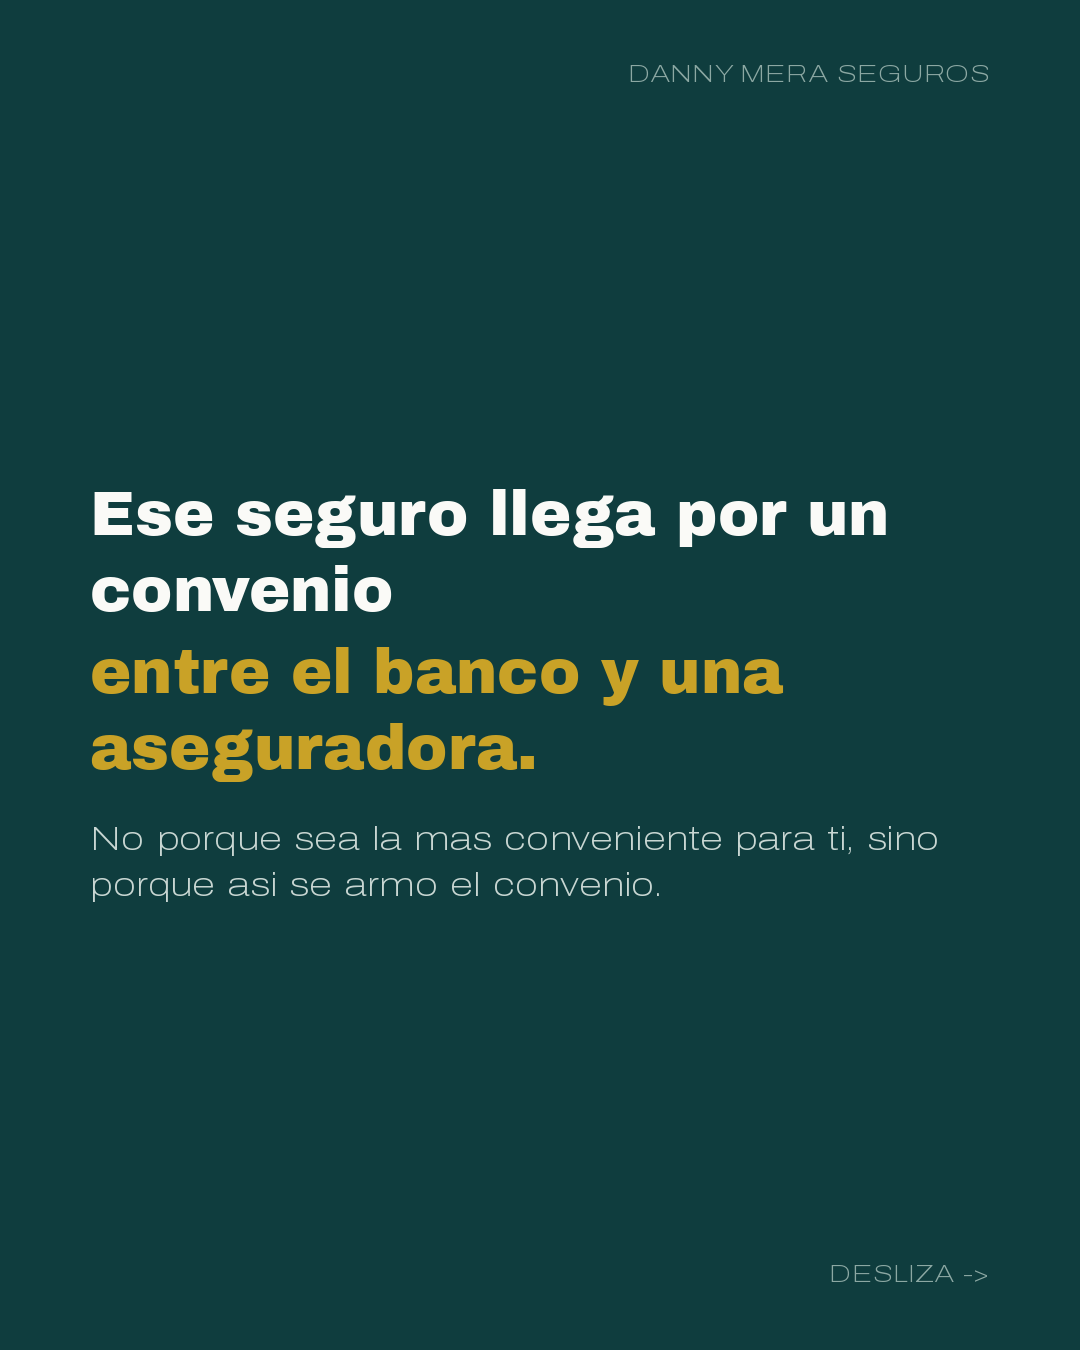 DANNY MERA SEGUROS
Ese seguro llega por un
convenio
entre el banco y una
aseguradora.
No porque sea la mas conveniente para ti, sino
porque asi se armo el convenio.
DESLIZA ->